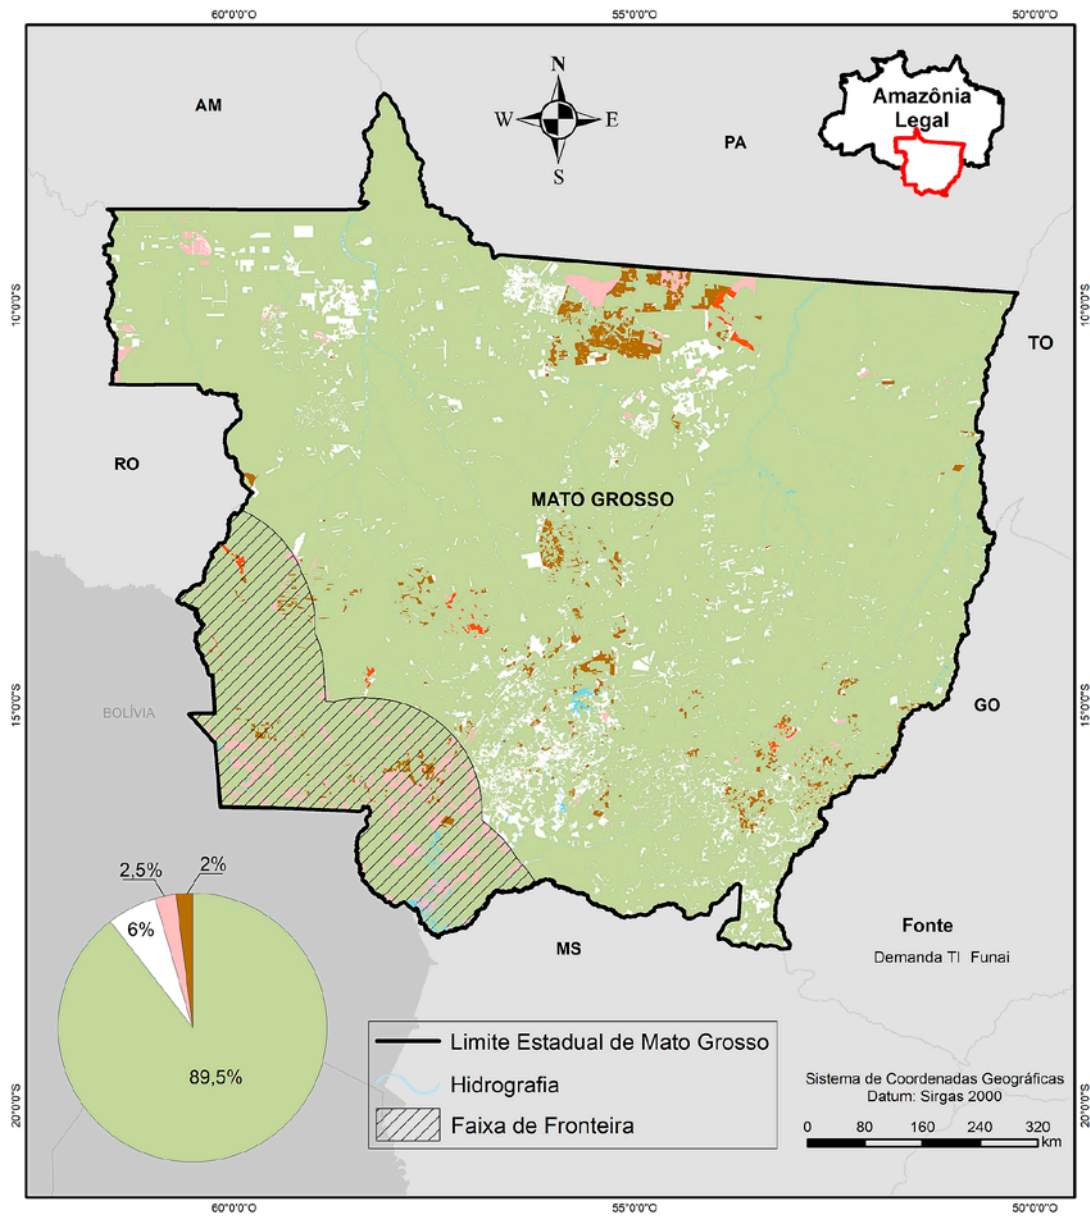 60°0'0"O
55°0'0"O
50°0'0"O
N
W
E
S
AM
PA
Amazônia
Legal
10°0'0"S
10°0'0"S
TO
RO
MATO GROSSO
BOLÍVIA
15°0'0"S
15°0'0"S
GO
MS
2,5%
2%
6%
89,5%
Fonte
Demanda TI Funai
Limite Estadual de Mato Grosso
Hidrografia
Faixa de Fronteira
Sistema de Coordenadas Geográficas
Datum: Sirgas 2000
0 80 160 240 320
km
20°0'0"S
20°0'0"S
60°0'0"O
55°0'0"O
50°0'0"O